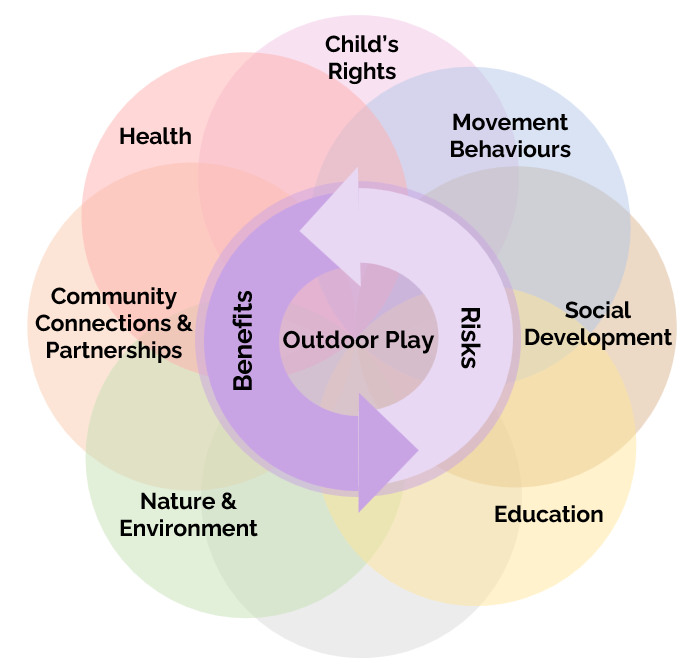 Child's
Rights
Movement
Behaviours
Health
Community
Connections &
Partnerships
Benefits
Outdoor Play
Risks
Social
Development
Nature &
Environment
Education